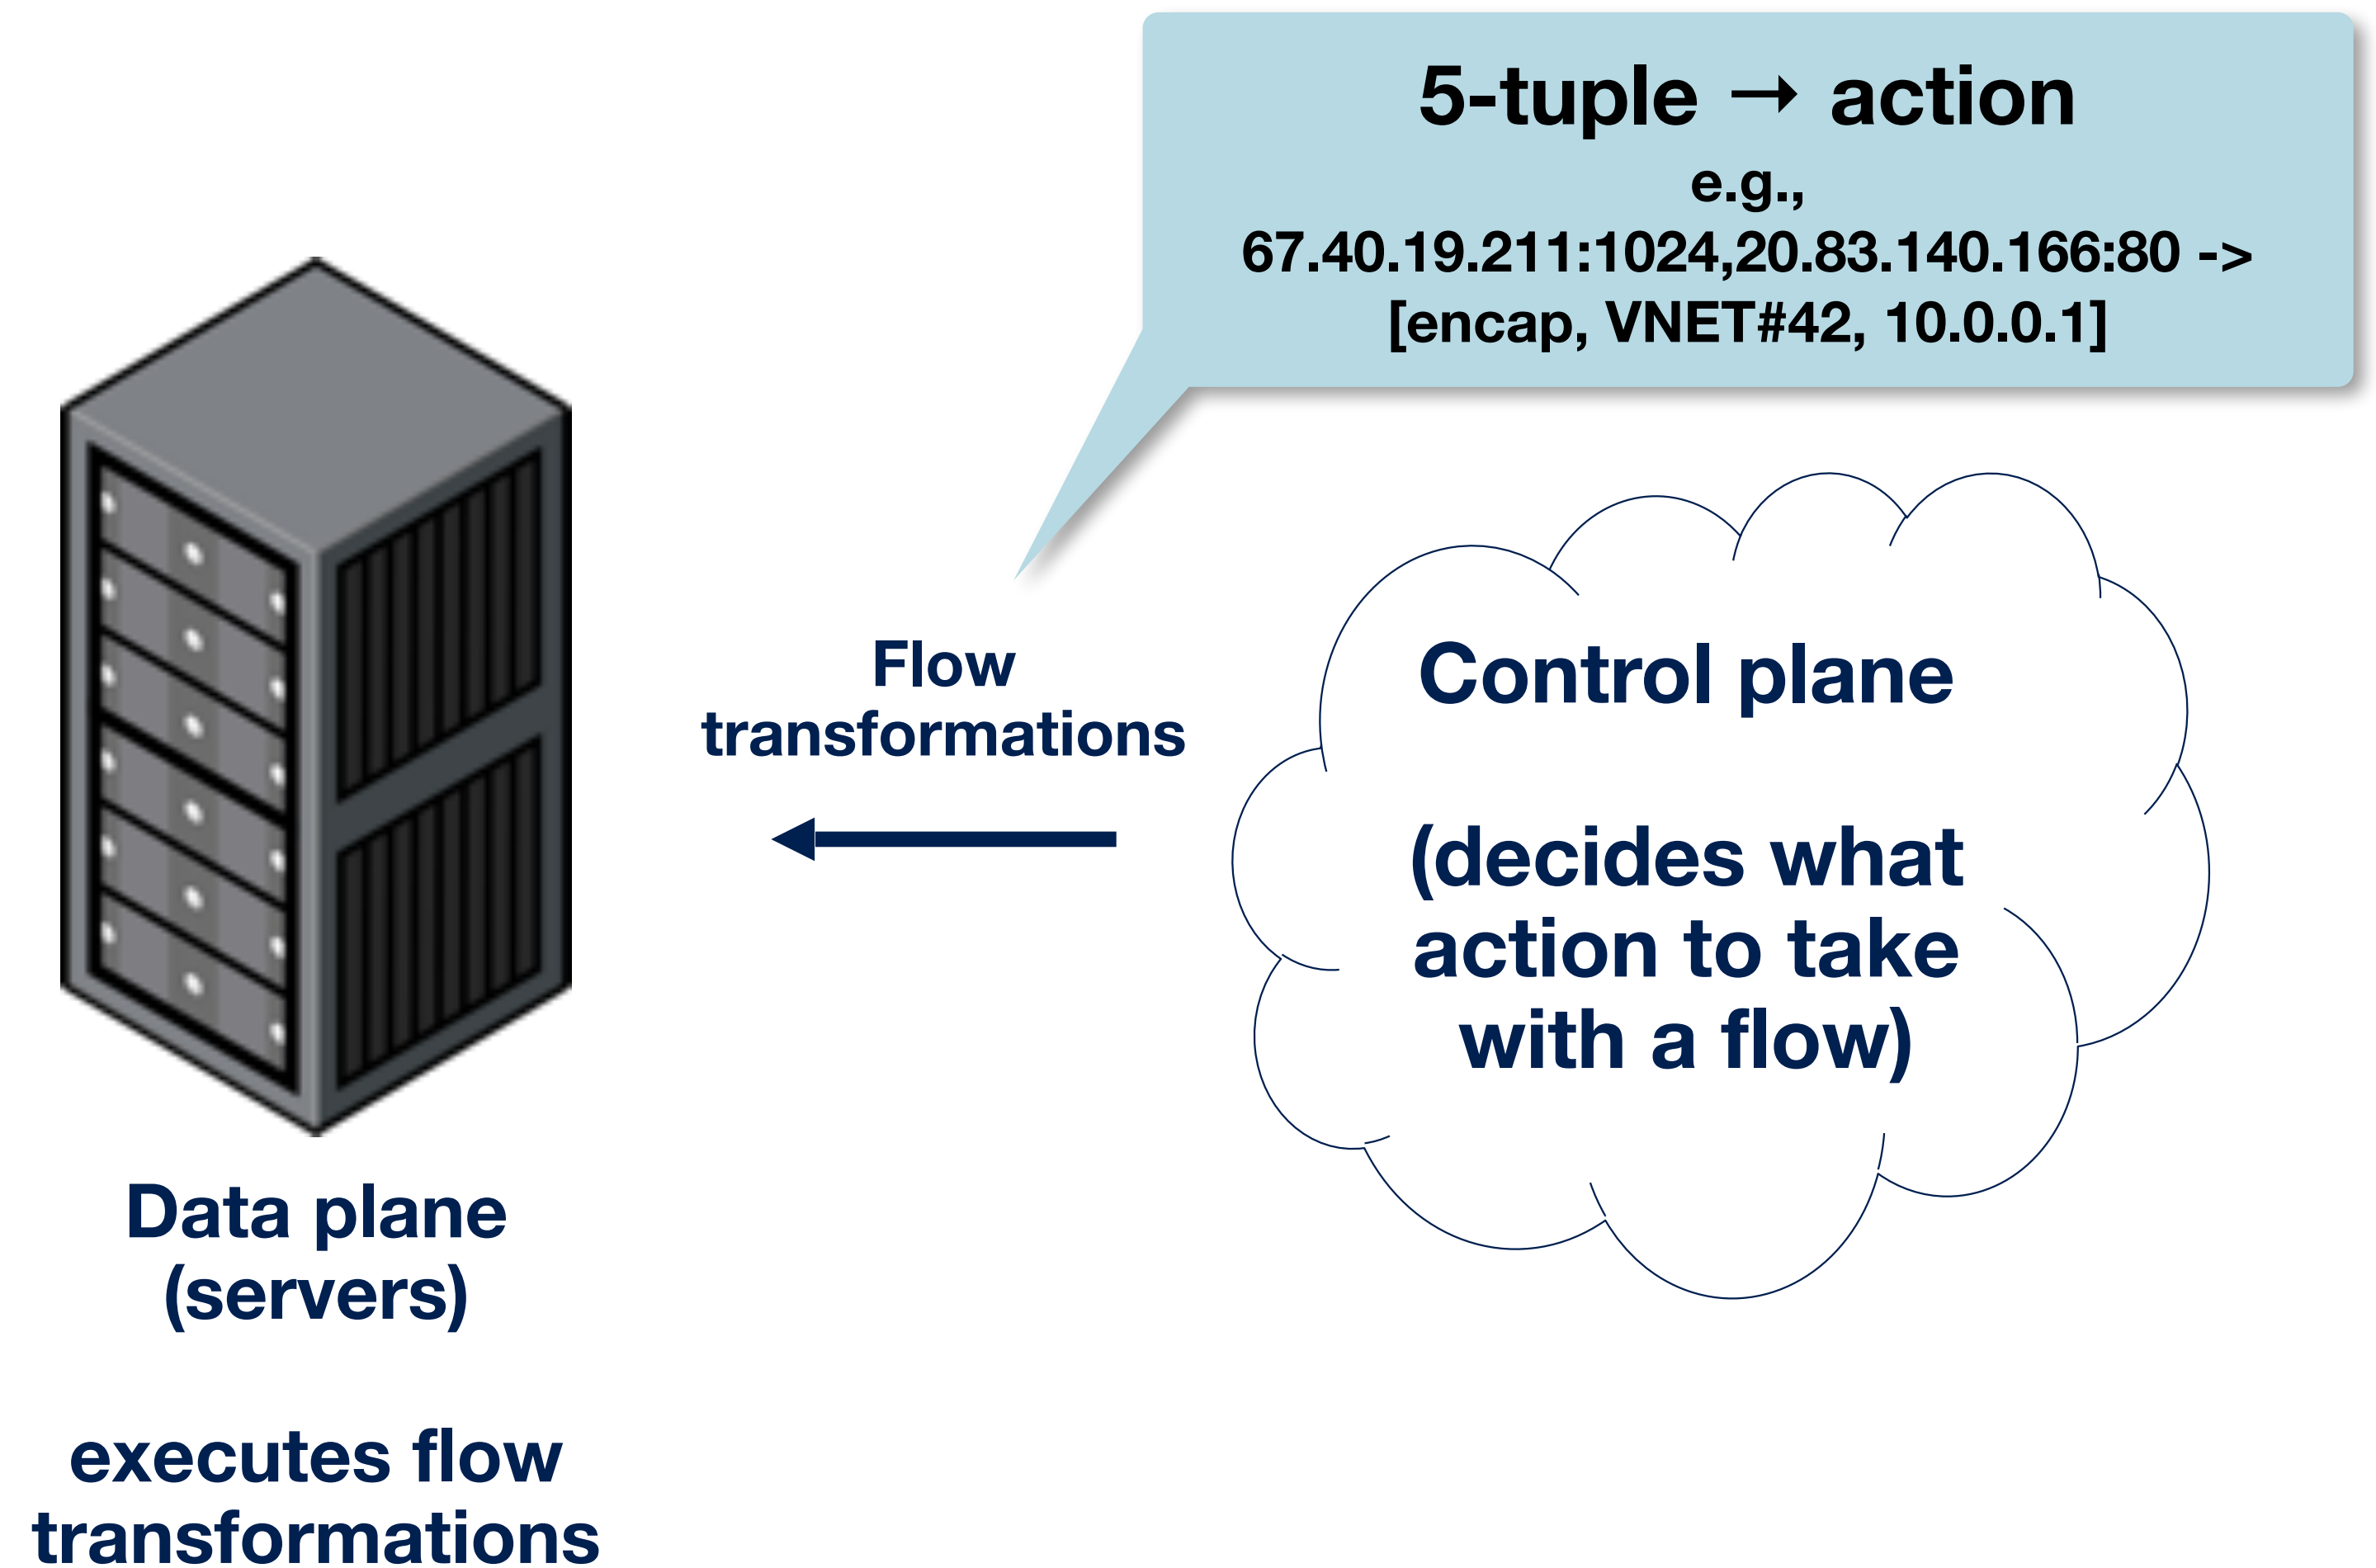 5-tuple → action
e.g.,
67.40.19.211:1024,20.83.140.166:80 ->
[encap, VNET#42, 10.0.0.1]
Flow
transformations
Control plane
(decides what
action to take
with a flow)
Data plane
(servers)
executes flow
transformations